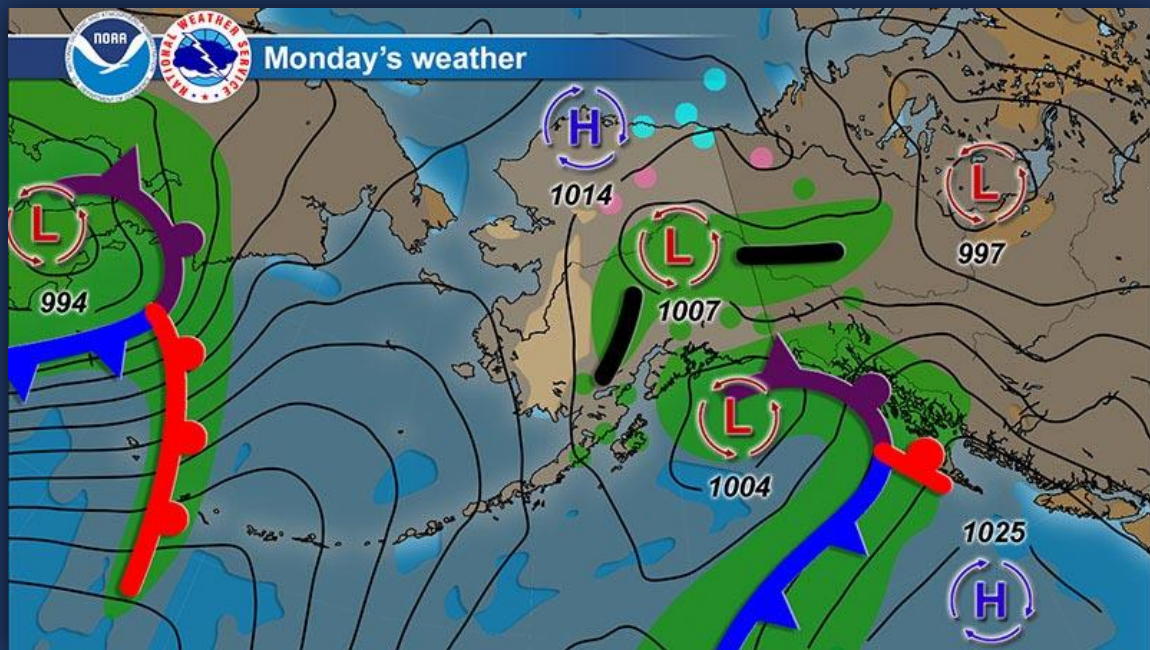 NOAA
NATIONAL WEATHER SERVICE
Monday's weather
H
1014
L
994
L
1007
L
997
L
1004
1025
H